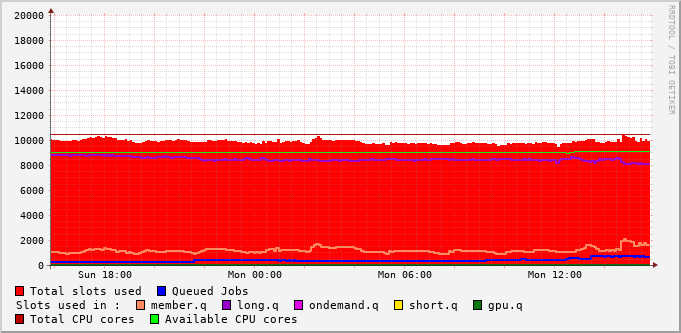 RRDTOOL / TOBI OETIKER
20000
18000
16000
14000
12000
10000
8000
6000
4000
2000
0
Sun 18:00 Mon 00:00 Mon 06:00 Mon 12:00
Total slots used Queued Jobs
Slots used in : member.q long.q ondemand.q short.q gpu.q
Total CPU cores Available CPU cores